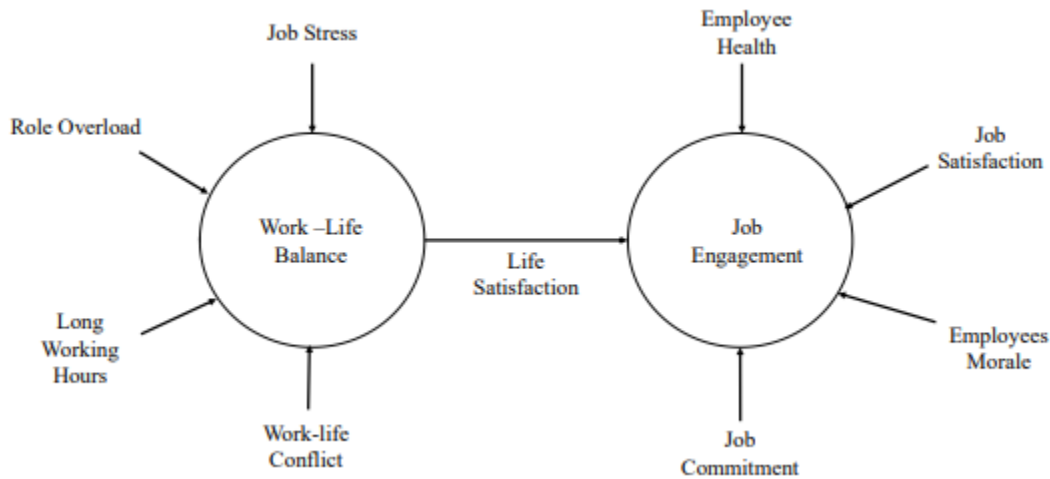 Job Stress
Employee
Health
Role Overload
Job
Satisfaction
Work –Life
Balance
Job
Engagement
Life
Satisfaction
Long
Working
Hours
Employees
Morale
Work-life
Conflict
Job
Commitment